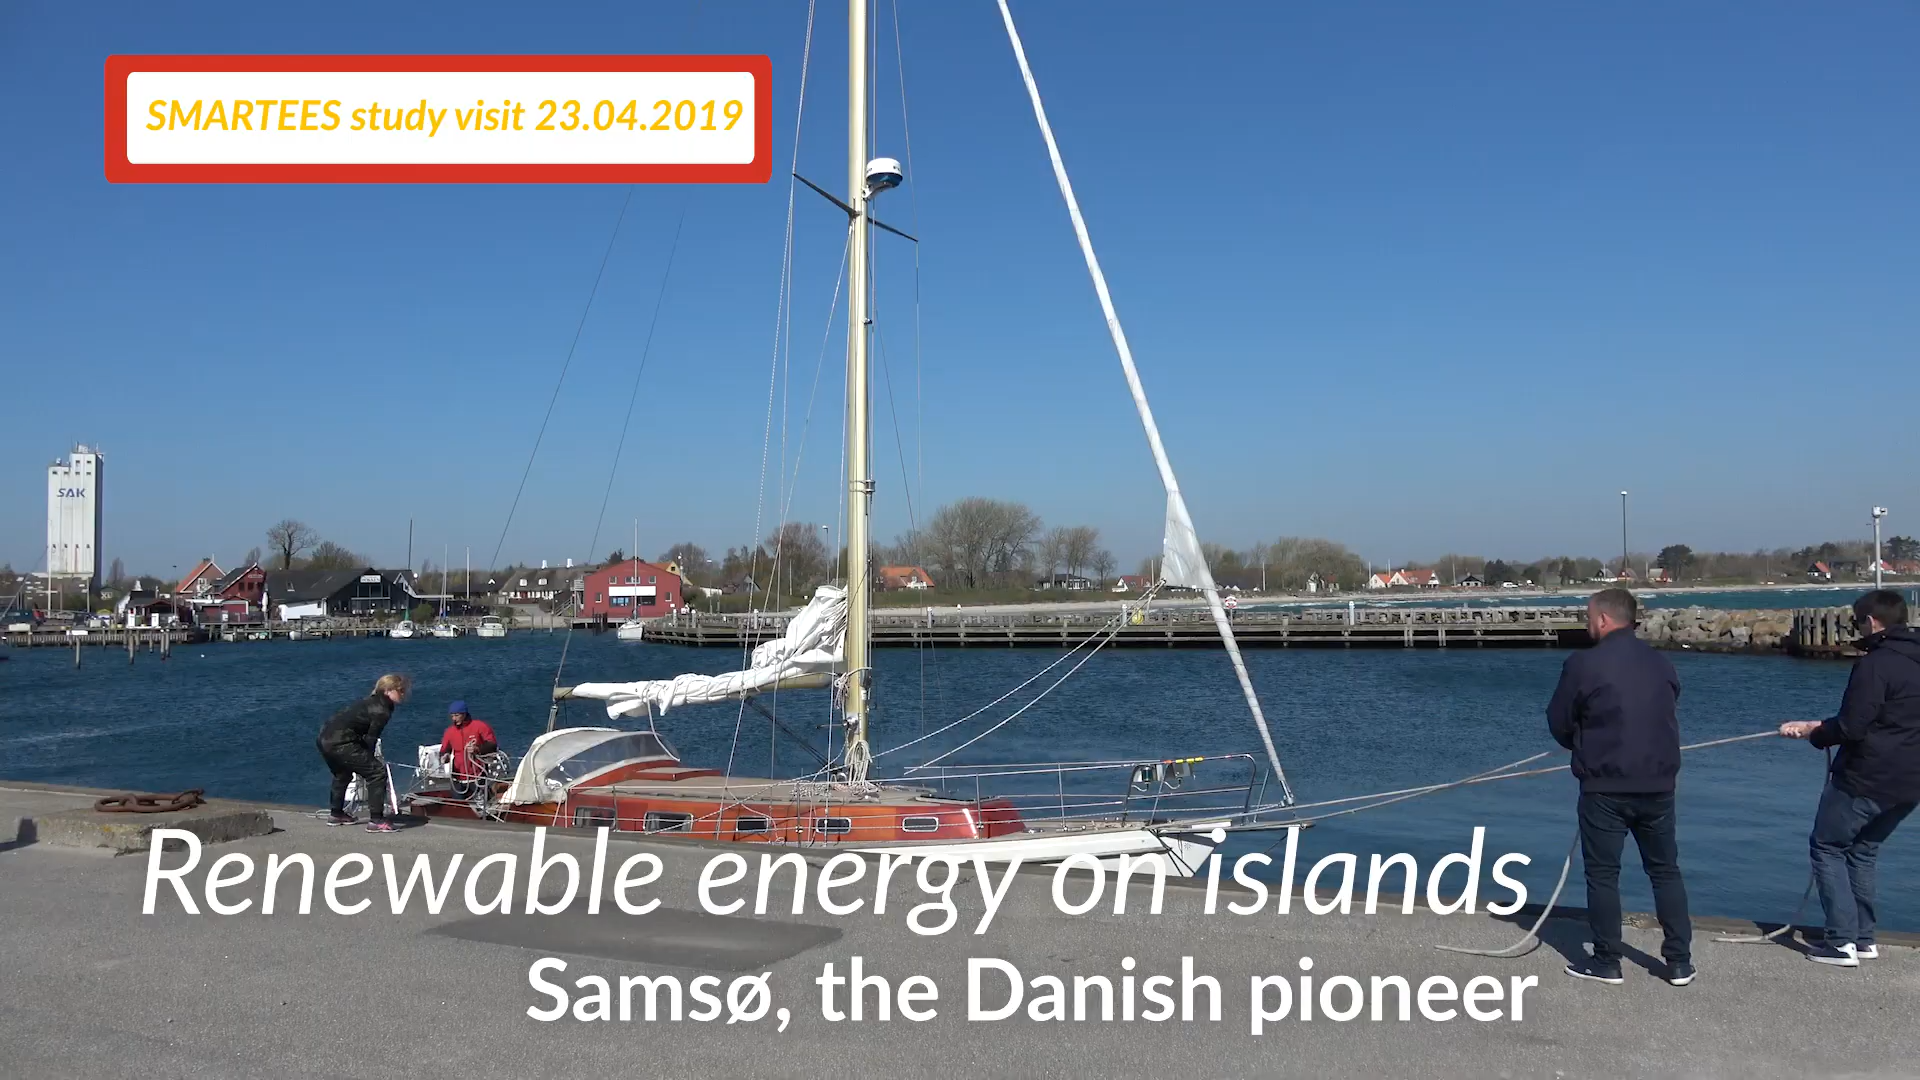 SMARTEES study visit 23.04.2019
SAK
Renewable energy on islands
Samsø, the Danish pioneer